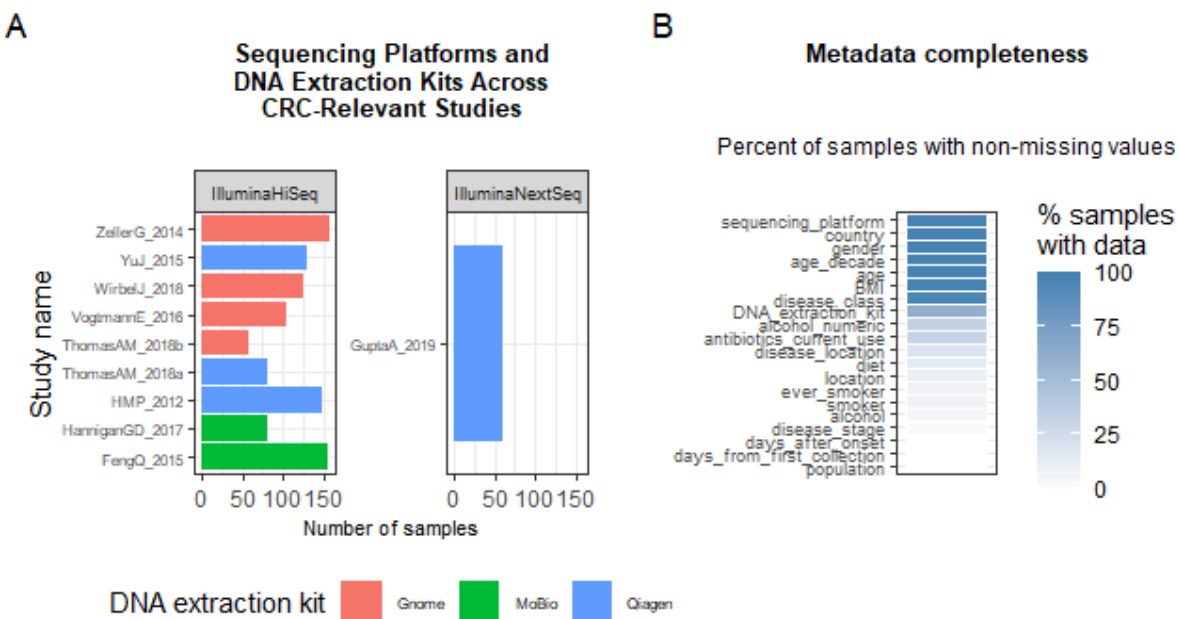 A
Sequencing Platforms and
DNA Extraction Kits Across
CRC-Relevant Studies
IlluminaHiSeq
IlluminaNextSeq
Study name
ZellerG_2014
YuJ_2015
WirbelJ_2018
VogtmannE_2016
ThomasAM_2018b
ThomasAM_2018a
HMP_2012
HanniganGD_2017
FengQ_2015
GuptaA_2019
0 50 100 150
0 50 100 150
Number of samples
DNA extraction kit
Gnome
MoBio
Qiagen
B
Metadata completeness
Percent of samples with non-missing values
sequencing_platform
country
gender
age_decade
age
BMI
disease_class
DNA_extraction_kit
alcohol_numeric
antibiotics_current_use
disease_location
diet
location
ever_smoker
smoker
alcohol
disease_stage
days_after_onset
days_from_first_collection
population
% samples
with data
100
75
50
25
0